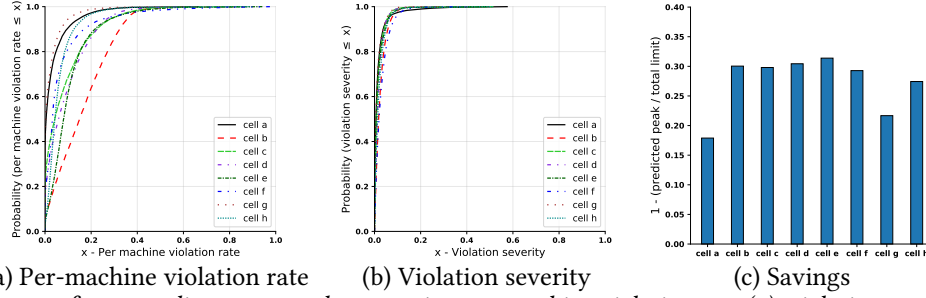 Probability (per machine violation rate ≤ x)
1.0
0.8
0.6
0.4
0.2
0.0
0.0 0.2 0.4 0.6 0.8 1.0
x - Per machine violation rate
cell a
cell b
cell c
cell d
cell e
cell f
cell g
cell h
a) Per-machine violation rate
Probability (violation severity ≤ x)
1.0
0.8
0.6
0.4
0.2
0.0
0.0 0.2 0.4 0.6 0.8 1.0
x - Violation severity
cell a
cell b
cell c
cell d
cell e
cell f
cell g
cell h
(b) Violation severity
1 - (predicted peak / total limit)
0.40
0.35
0.30
0.25
0.20
0.15
0.10
0.05
0.00
cell a cell b cell c cell d cell e cell f cell g cell h
(c) Savings